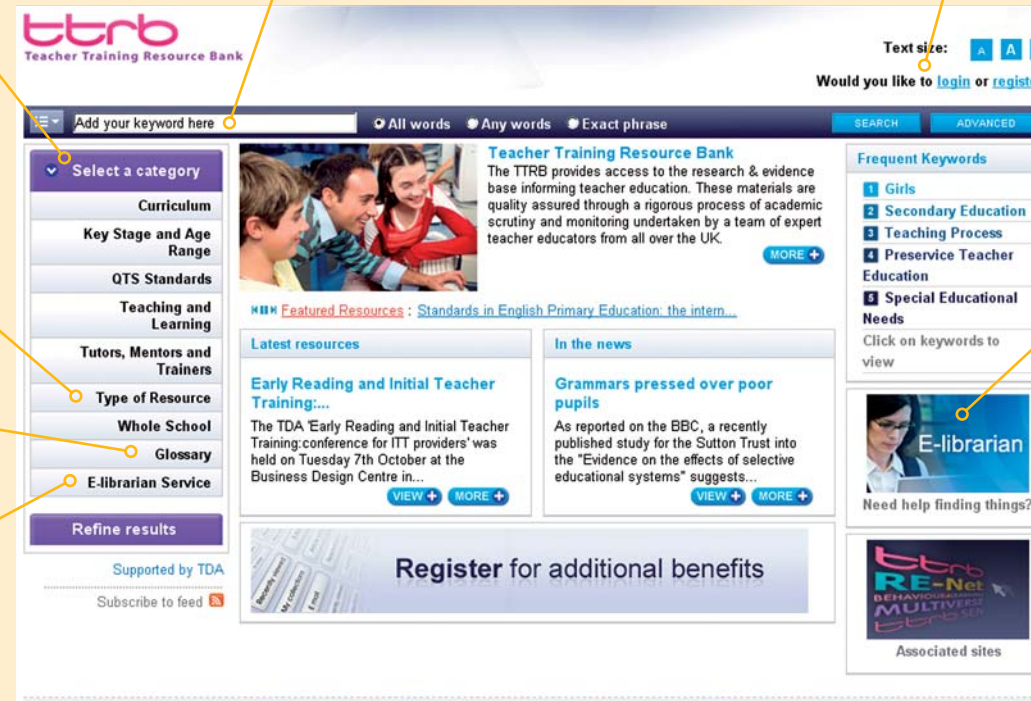 ttrb
Teacher Training Resource Bank
Text size: A A
Would you like to login or registe
Add your keyword here
All words Any words Exact phrase
SEARCH ADVANCED
Select a category
Curriculum
Key Stage and Age
Range
QTS Standards
Teaching and
Learning
Tutors, Mentors and
Trainers
Type of Resource
Whole School
Glossary
E-librarian Service
Refine results
Supported by TDA
Subscribe to feed
Teacher Training Resource Bank
The TTRB provides access to the research & evidence
base informing teacher education. These materials are
quality assured through a rigorous process of academic
scrutiny and monitoring undertaken by a team of expert
teacher educators from all over the UK.
MORE
Featured Resources : Standards in English Primary Education: the intern...
Latest resources
Early Reading and Initial Teacher
Training:...
The TDA 'Early Reading and Initial Teacher
Training:conference for ITT providers' was
held on Tuesday 7th October at the
Business Design Centre in...
VIEW MORE
In the news
Grammars pressed over poor
pupils
As reported on the BBC, a recently
published study for the Sutton Trust into
the "Evidence on the effects of selective
educational systems" suggests...
VIEW MORE
Recently viewed
My collections
E mail
Register for additional benefits
Frequent Keywords
1 Girls
2 Secondary Education
3 Teaching Process
4 Preservice Teacher
Education
5 Special Educational
Needs
Click on keywords to
view
E-librarian
Need help finding things?
ttrb
RE-Net
BEHAVIOUR
MULTIVERSE
ttrb SEN
Associated sites